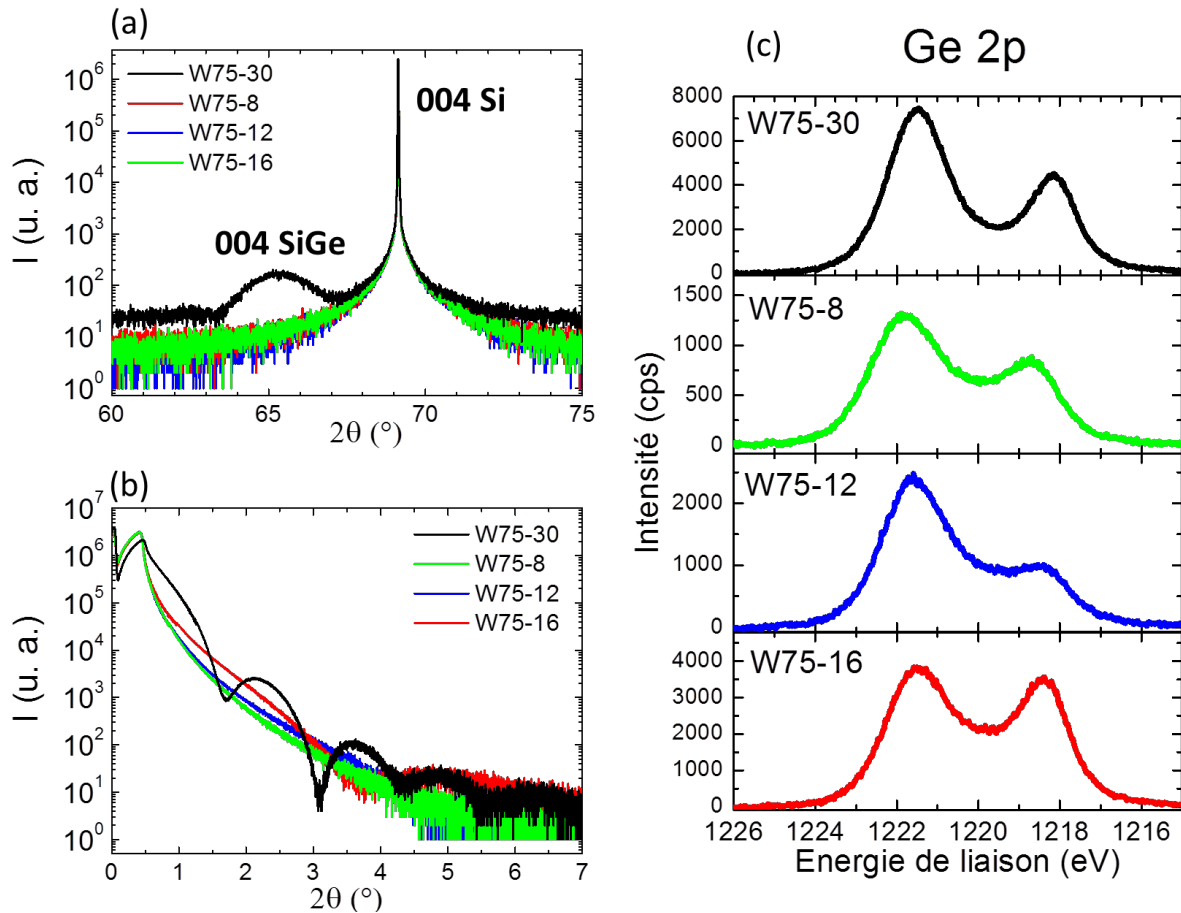 (a)
W75-30
W75-8
W75-12
W75-16
004 Si
004 SiGe
I (u. a.)
10⁶
10⁵
10⁴
10³
10²
10¹
10⁰
60 65 70 75
2θ (°)
(b)
W75-30
W75-8
W75-12
W75-16
I (u. a.)
10⁷
10⁶
10⁵
10⁴
10³
10²
10¹
10⁰
0 1 2 3 4 5 6 7
2θ (°)
(c) Ge 2p
W75-30
8000
6000
4000
2000
0
W75-8
1500
1000
500
0
W75-12
2000
1000
0
W75-16
4000
3000
2000
1000
0
Intensité (cps)
1226 1224 1222 1220 1218 1216
Energie de liaison (eV)